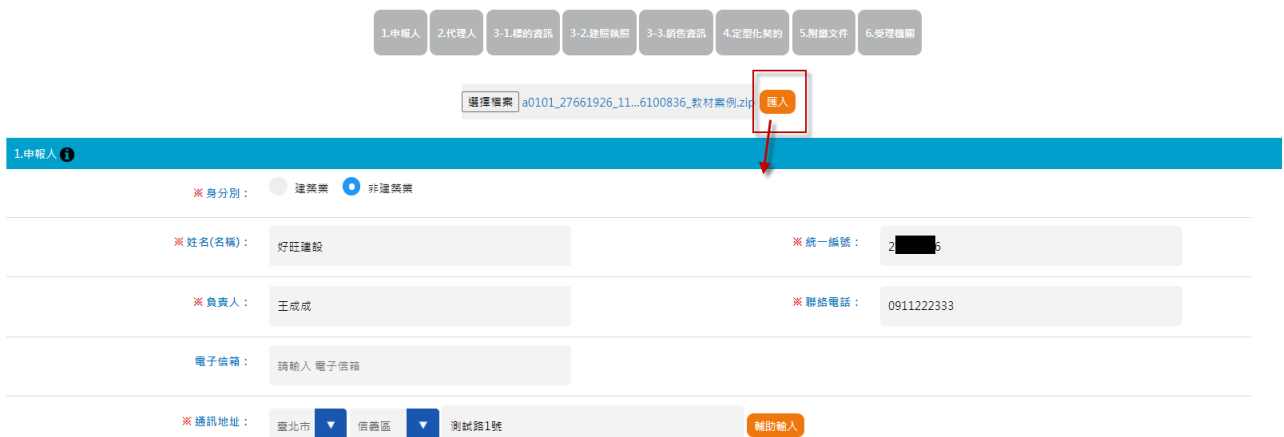 1.申報人 2.代理人 3-1.標的資訊 3-2.建照執照 3-3.銷售資訊 4.定型化契約 5.附繳文件 6.受理機關
選擇檔案 a0101_27661926_11...6100836_教材案例.zip 匯入
1.申報人
※身分別： 建築業 非建築業
※姓名(名稱)： 好旺建設 ※統一編號： 2 6
※負責人： 王成成 ※聯絡電話： 0911222333
電子信箱： 請輸入 電子信箱
※通訊地址： 臺北市 信義區 測試路1號 輔助輸入